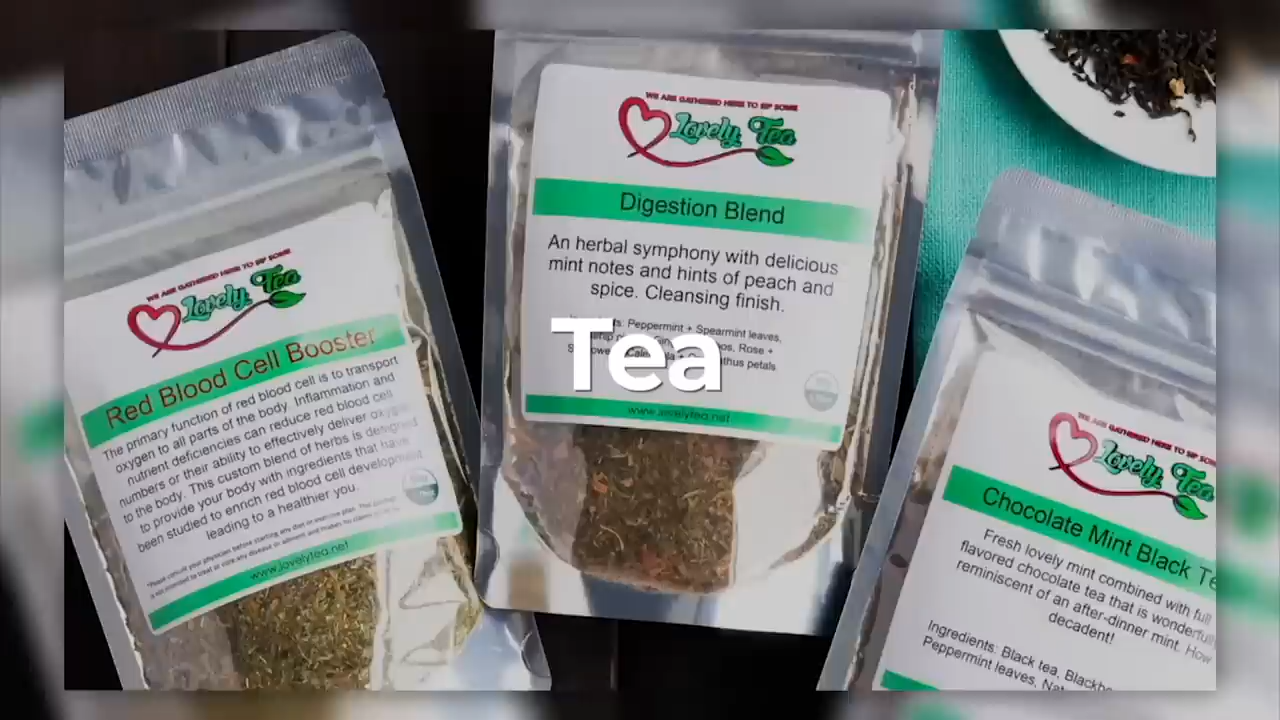 WE ARE GATHERED HERE TO SIP SOME
Lovely Tea
Red Blood Cell Booster
The primary function of red blood cell is to transport
oxygen to all parts of the body. Inflammation and
nutrient deficiencies can reduce red blood cell
numbers or their ability to effectively deliver oxygen
to the body. This custom blend of herbs is designed
to provide your body with ingredients that have
been studied to enrich red blood cell development
leading to a healthier you.
www.lovelytea.net
WE ARE GATHERED HERE TO SIP SOME
Lovely Tea
Digestion Blend
An herbal symphony with delicious
mint notes and hints of peach and
spice. Cleansing finish.
Peppermint + Spearmint leaves,
Rose +
petals
www.lovelytea.net
Tea
WE ARE GATHERED HERE TO SIP SOME
Lovely Tea
Chocolate Mint Black Te
Fresh lovely mint combined with full
flavored chocolate tea that is wonderfu
reminiscent of an after-dinner mint. How
decadent!
Ingredients: Black tea, Blackbe
Peppermint leaves, Nat